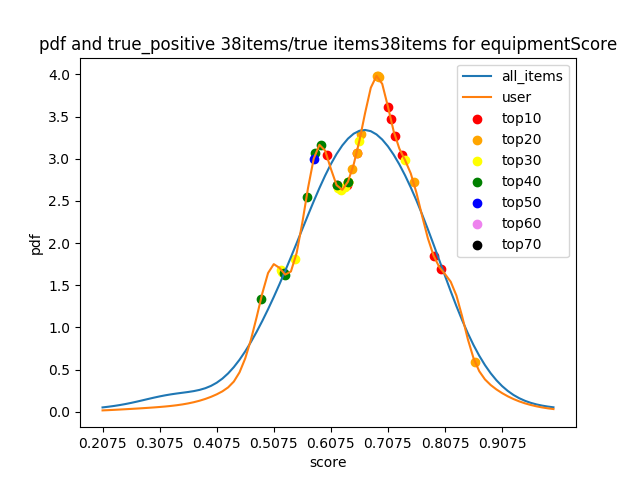 pdf and true_positive 38items/true items38items for equipmentScore
4.0
3.5
3.0
2.5
2.0
1.5
1.0
0.5
0.0
pdf
all_items
user
top10
top20
top30
top40
top50
top60
top70
0.2075 0.3075 0.4075 0.5075 0.6075 0.7075 0.8075 0.9075
score